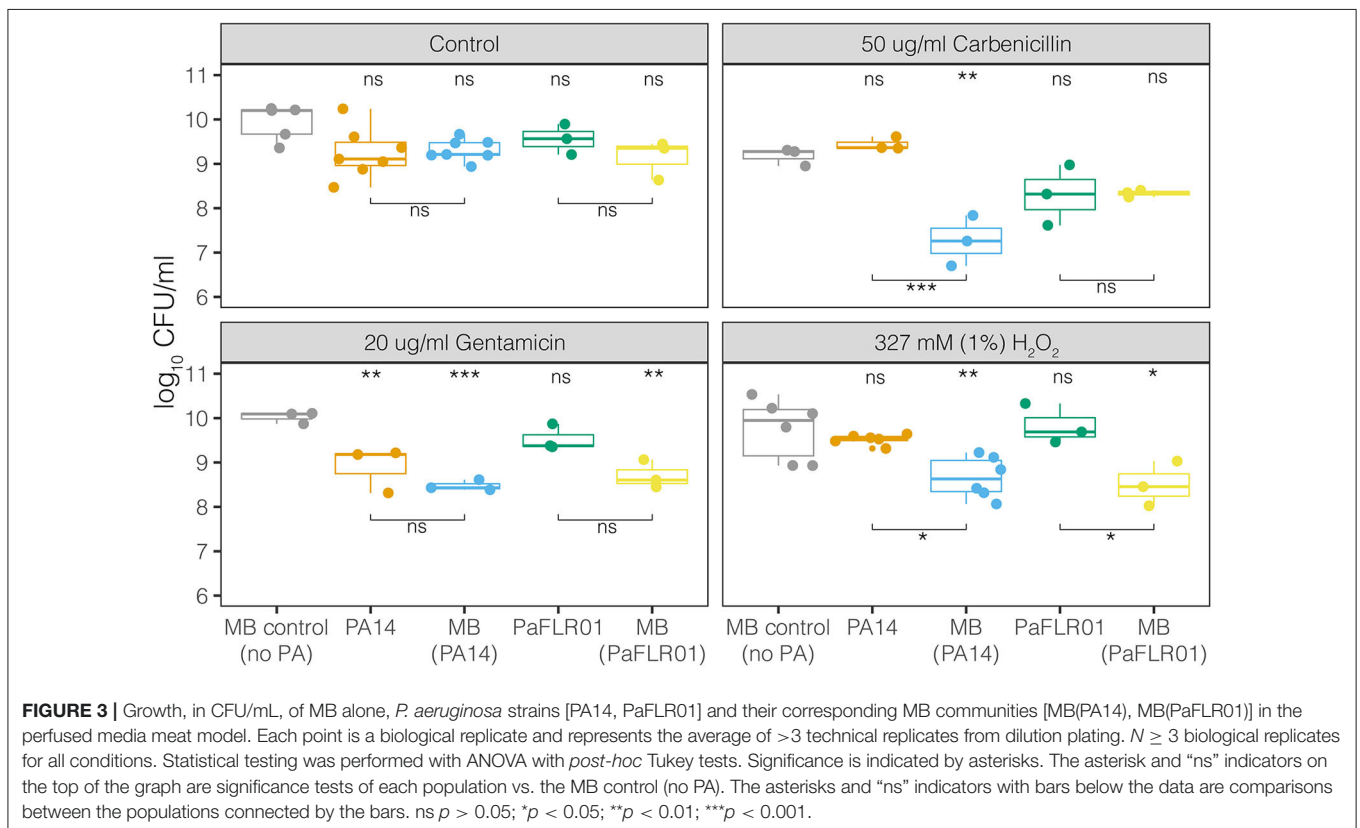 Control
50 ug/ml Carbenicillin
11
10
9
8
7
6
ns
ns
ns
ns
ns
ns
ns
**
ns
ns
***
ns
log10 CFU/ml
20 ug/ml Gentamicin
327 mM (1%) H2O2
11
10
9
8
7
6
**
***
ns
**
ns
ns
ns
**
ns
*
*
*
MB control
(no PA)
PA14
MB
(PA14)
PaFLR01
MB
(PaFLR01)
MB control
(no PA)
PA14
MB
(PA14)
PaFLR01
MB
(PaFLR01)
FIGURE 3 | Growth, in CFU/mL, of MB alone, P. aeruginosa strains [PA14, PaFLR01] and their corresponding MB communities [MB(PA14), MB(PaFLR01)] in the
perfused media meat model. Each point is a biological replicate and represents the average of >3 technical replicates from dilution plating. N ≥ 3 biological replicates
for all conditions. Statistical testing was performed with ANOVA with post-hoc Tukey tests. Significance is indicated by asterisks. The asterisk and “ns” indicators on
the top of the graph are significance tests of each population vs. the MB control (no PA). The asterisks and “ns” indicators with bars below the data are comparisons
between the populations connected by the bars. ns p > 0.05; *p < 0.05; **p < 0.01; ***p < 0.001.